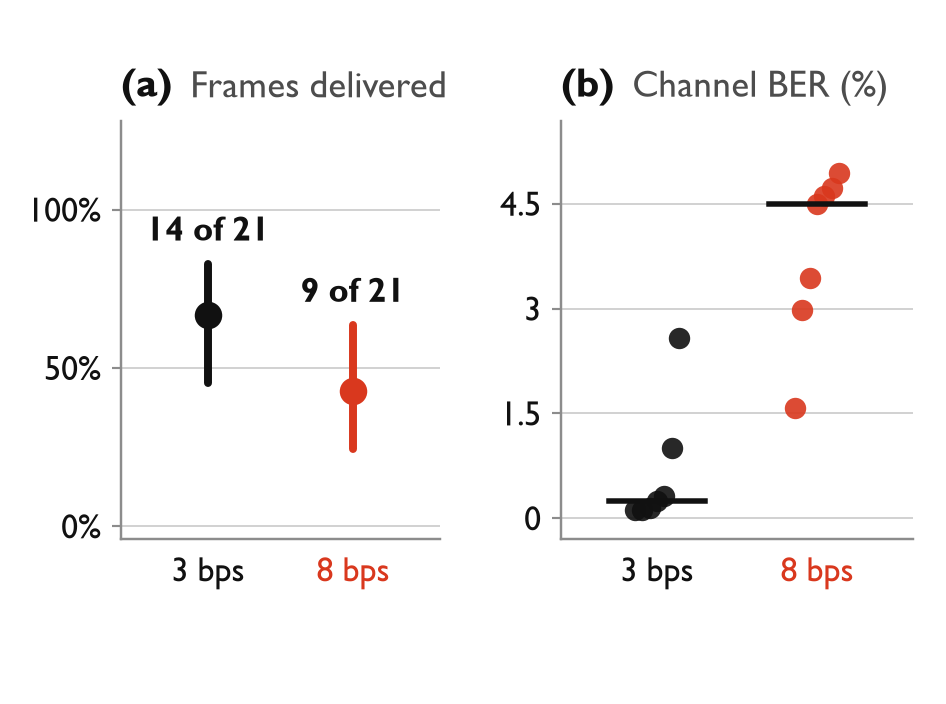 (a) Frames delivered
100%
14 of 21
9 of 21
50%
0%
3 bps
8 bps
(b) Channel BER (%)
4.5
3
1.5
0
3 bps
8 bps